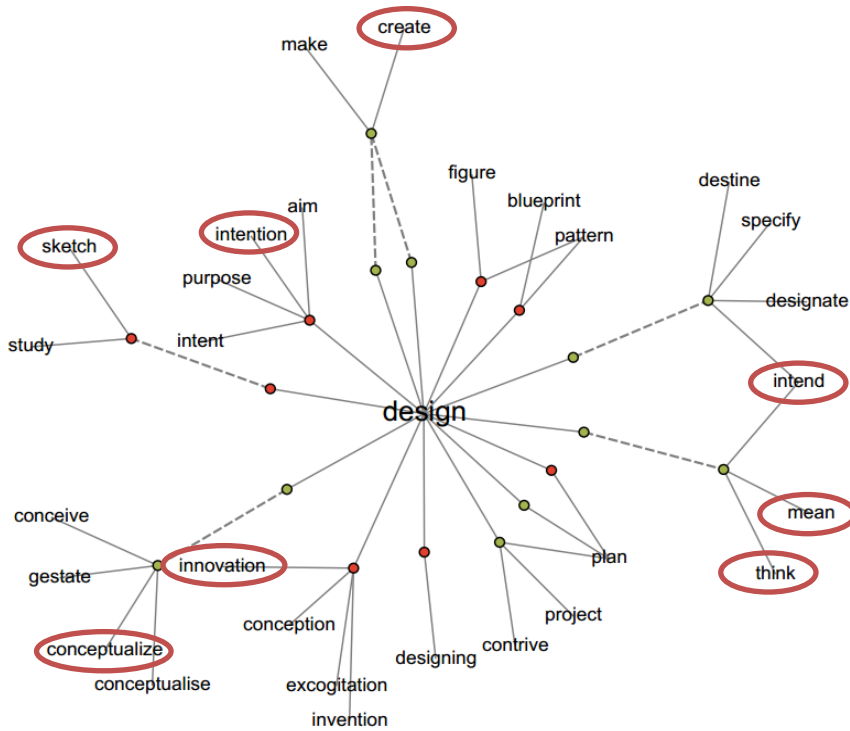 create
make
figure
destine
blueprint
aim
specify
intention
pattern
sketch
purpose
designate
intent
study
intend
design
mean
conceive
plan
innovation
think
gestate
project
conception
contrive
conceptualize
designing
conceptualise
excogitation
invention